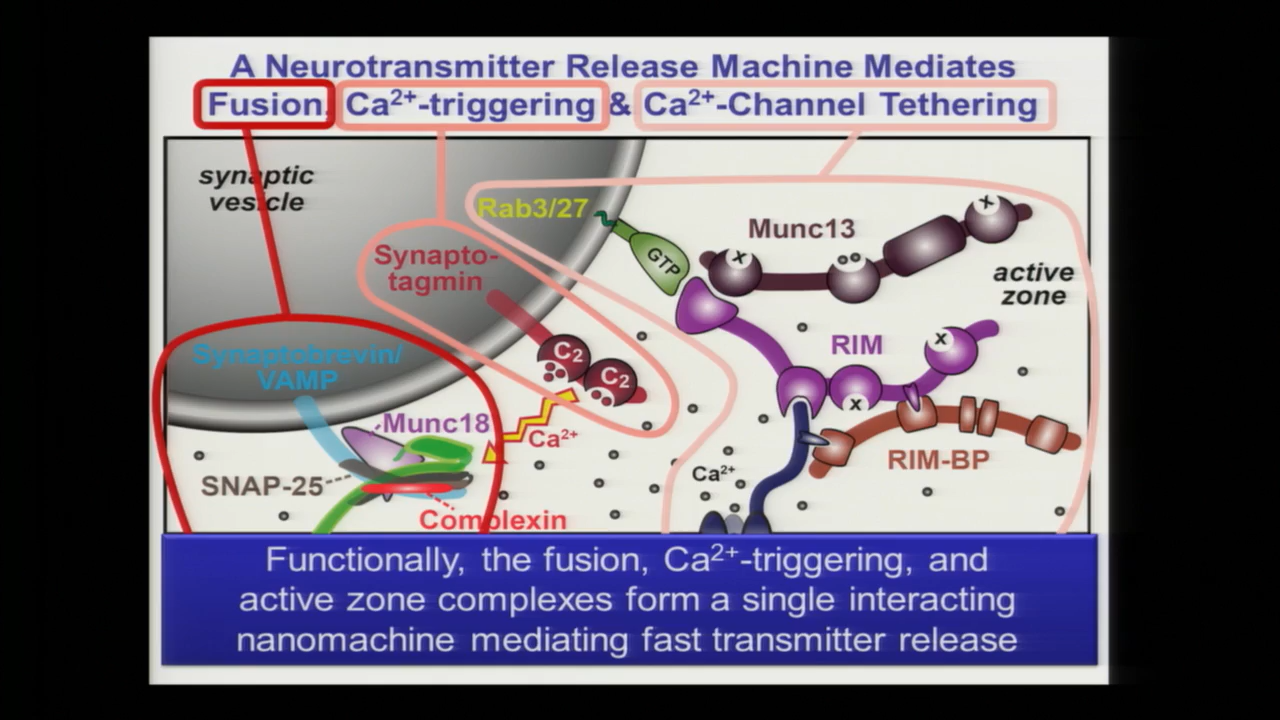 A Neurotransmitter Release Machine Mediates
Fusion, Ca²⁺-triggering & Ca²⁺-Channel Tethering
synaptic
vesicle
Rab3/27
GTP
Munc13
x
x
active
zone
Synapto-
tagmin
C₂
C₂
RIM
x
x
Synaptobrevin/
VAMP
Munc18
Ca²⁺
SNAP-25
Complexin
Ca²⁺
RIM-BP
Functionally, the fusion, Ca²⁺-triggering, and
active zone complexes form a single interacting
nanomachine mediating fast transmitter release